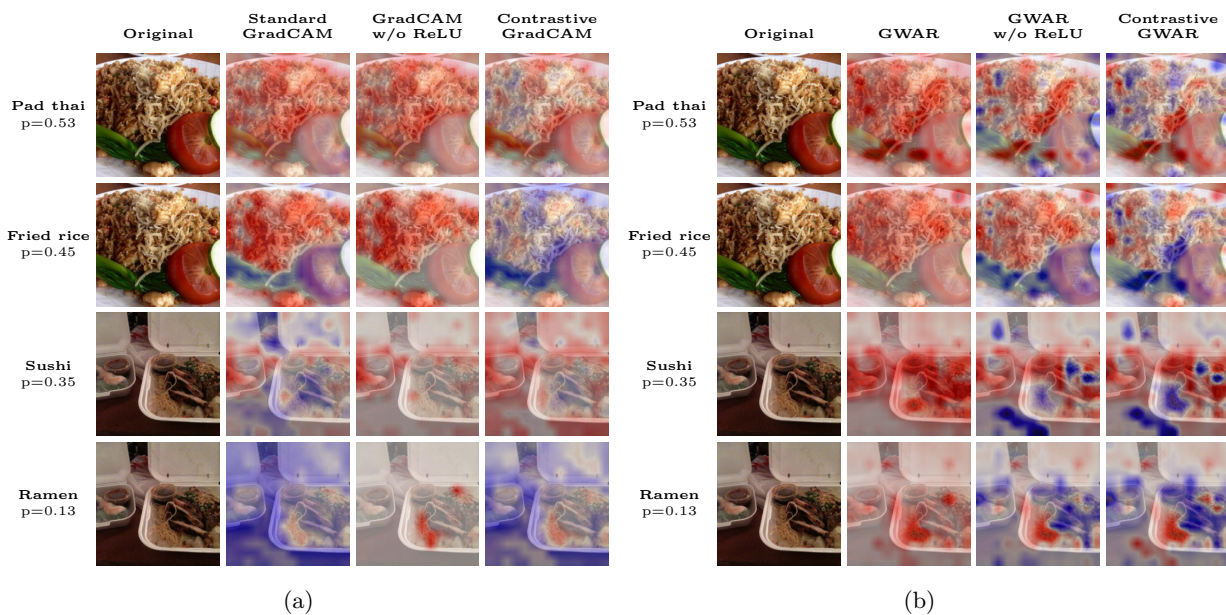 Original
Standard
GradCAM
GradCAM
w/o ReLU
Contrastive
GradCAM
Pad thai
p=0.53
Fried rice
p=0.45
Sushi
p=0.35
Ramen
p=0.13
(a)
Original
GWAR
GWAR
w/o ReLU
Contrastive
GWAR
Pad thai
p=0.53
Fried rice
p=0.45
Sushi
p=0.35
Ramen
p=0.13
(b)